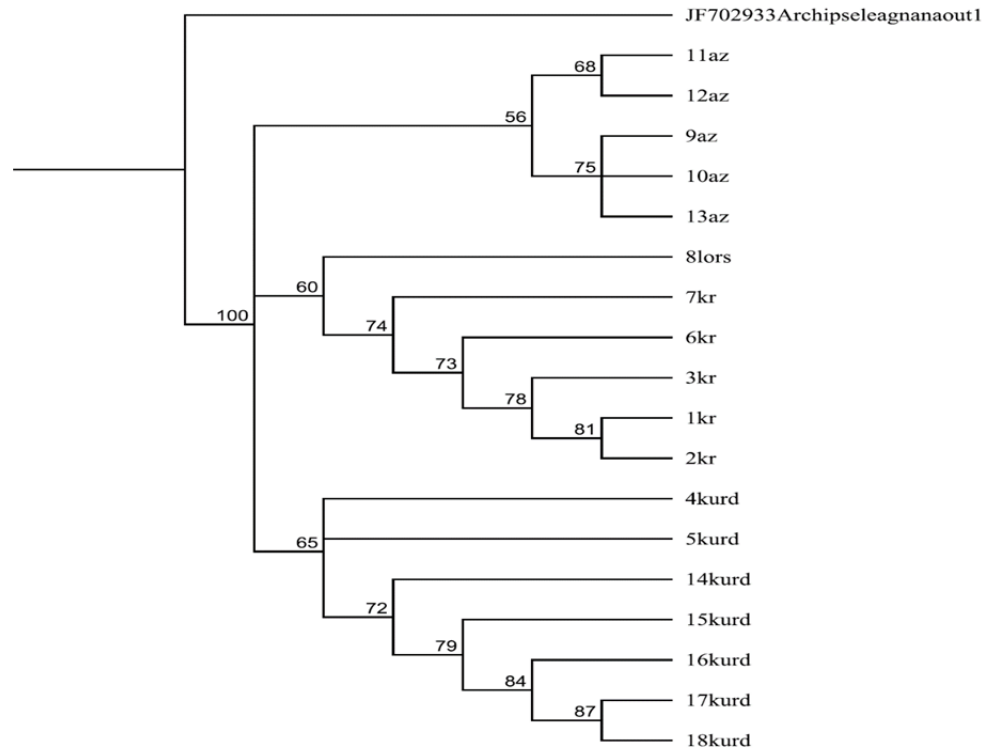 JF702933Archipseleagnanaout1
11az
68
12az
56
9az
75
10az
13az
8lors
60
7kr
74
6kr
100
73
3kr
78
1kr
81
2kr
4kurd
5kurd
65
14kurd
72
15kurd
79
16kurd
84
17kurd
87
18kurd